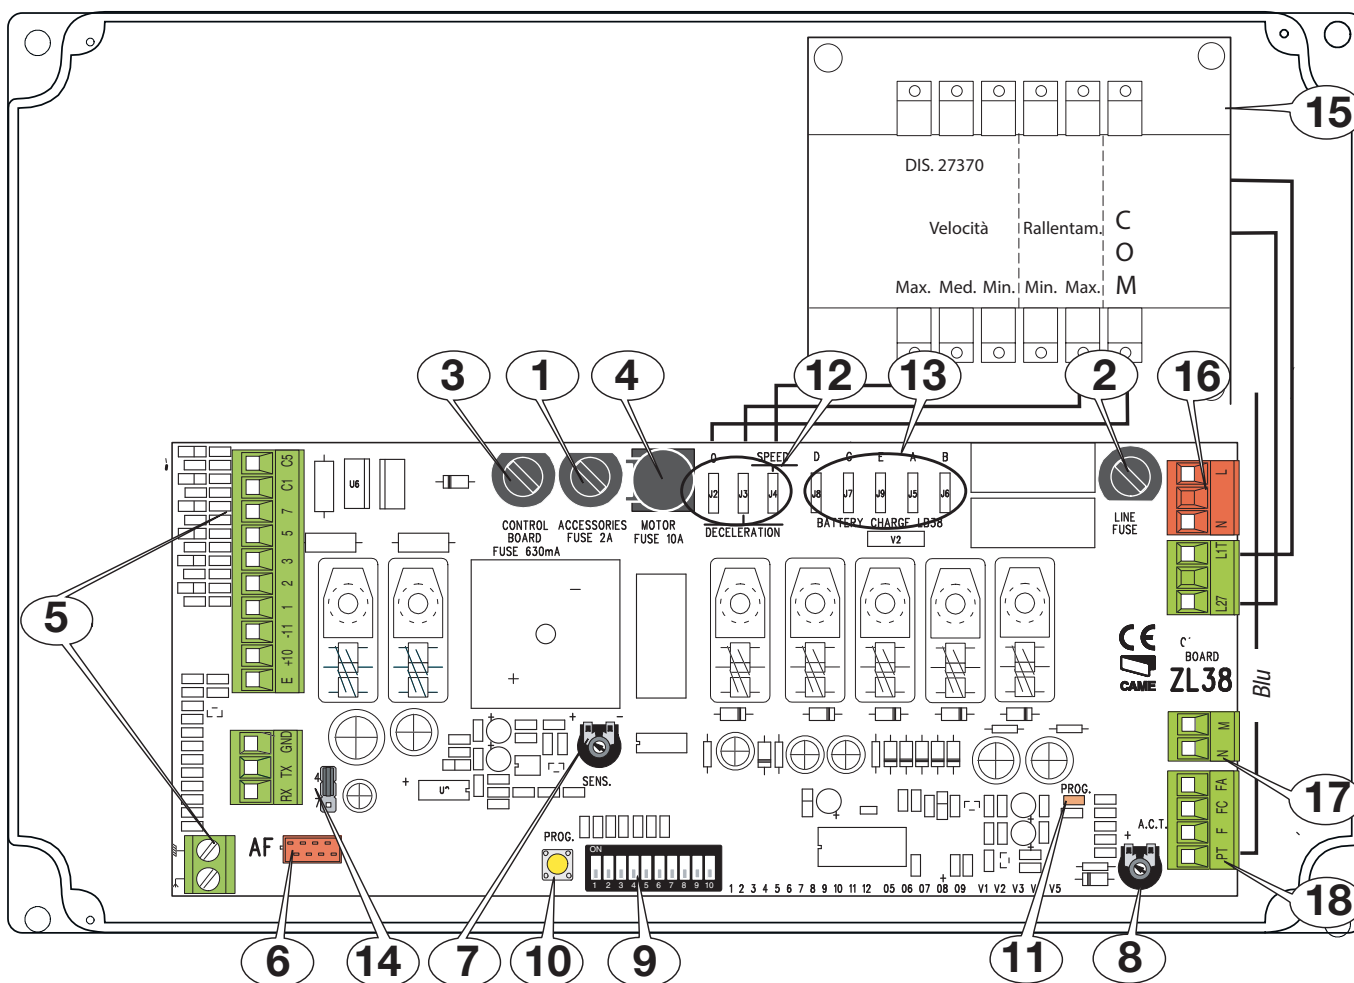 15
DIS. 27370
Velocità
Rallentam.
C
O
M
Max. Med. Min. Min. Max.
3
1
4
12
13
2
16
O
SPEED
D
C
E
A
B
J2
J3
J4
J8
J7
J9
J5
J6
DECELERATION
BATTERY CHARGE LB38
V2
CONTROL
BOARD
FUSE 630mA
ACCESSORIES
FUSE 2A
MOTOR
FUSE 10A
LINE
FUSE
U6
C5
C1
7
5
3
2
1
-11
+10
E
L
N
L1T
L27
5
CE
CAME
BOARD
ZL38
Blu
GND
TX
RX
4
7
SENS.
+
-
M
N
FA
FC
F
PT
17
18
PROG.
A.C.T.
AF
PROG.
ON
1 2 3 4 5 6 7 8 9 10
1 2 3 4 5 6 7 8 9 10 11 12
05 06 07 08 09
V1 V2 V3
V5
6
14
7
10
9
11
8